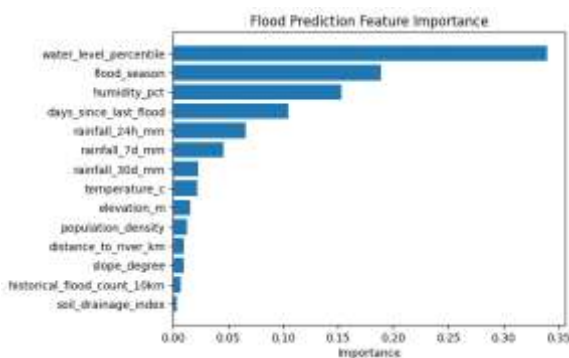 Flood Prediction Feature Importance
water_level_percentile
flood_season
humidity_pct
days_since_last_flood
rainfall_24h_mm
rainfall_7d_mm
rainfall_30d_mm
temperature_c
elevation_m
population_density
distance_to_river_km
slope_degree
historical_flood_count_10km
soil_drainage_index
0.00 0.05 0.10 0.15 0.20 0.25 0.30 0.35
Importance